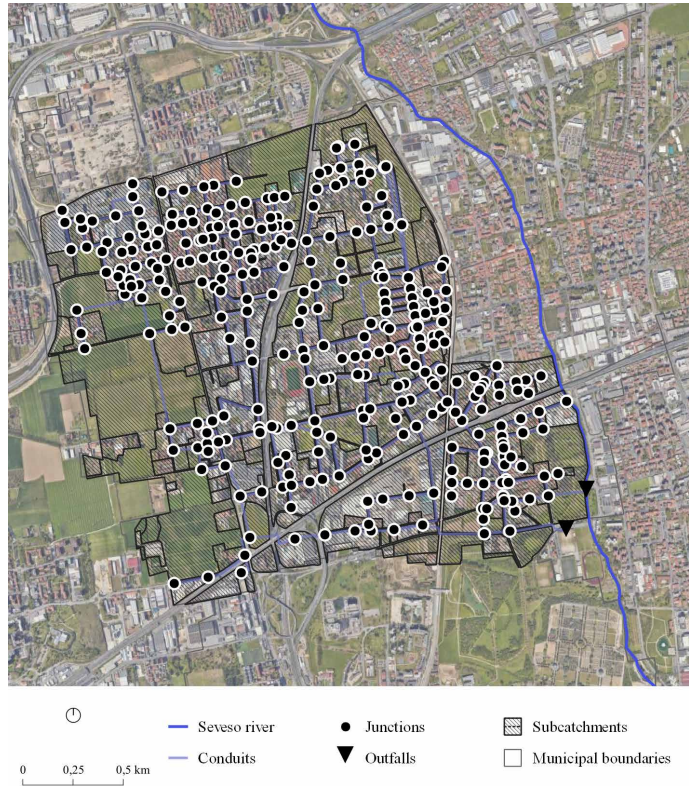 Seveso river
Junctions
Subcatchments
Conduits
Outfalls
Municipal boundaries
0 0,25 0,5 km